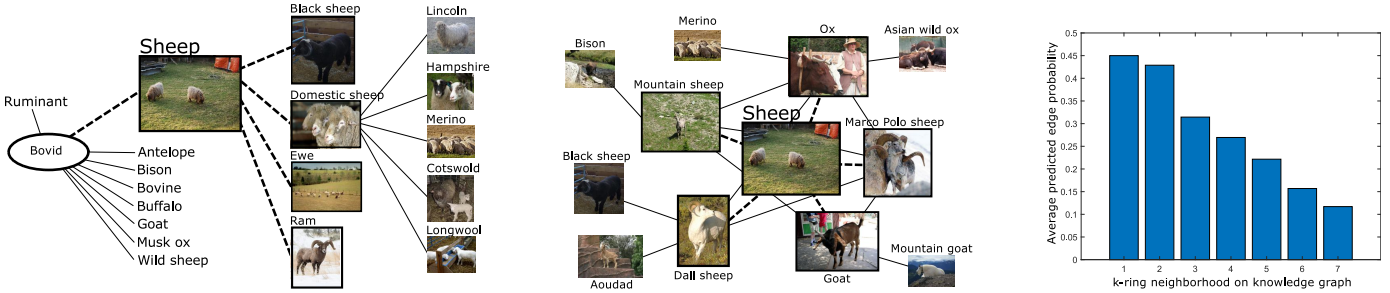 Black sheep
Lincoln
Sheep
Hampshire
Domestic sheep
Ruminant
Merino
Bovid
Antelope
Bison
Bovine
Buffalo
Goat
Musk ox
Wild sheep
Ewe
Cotswold
Ram
Longwool
Merino
Ox
Asian wild ox
Bison
Mountain sheep
Sheep
Marco Polo sheep
Black sheep
Aoudad
Dall sheep
Goat
Mountain goat
Average predicted edge probability
0.5
0.45
0.4
0.35
0.3
0.25
0.2
0.15
0.1
0.05
0
1 2 3 4 5 6 7
k-ring neighborhood on knowledge graph